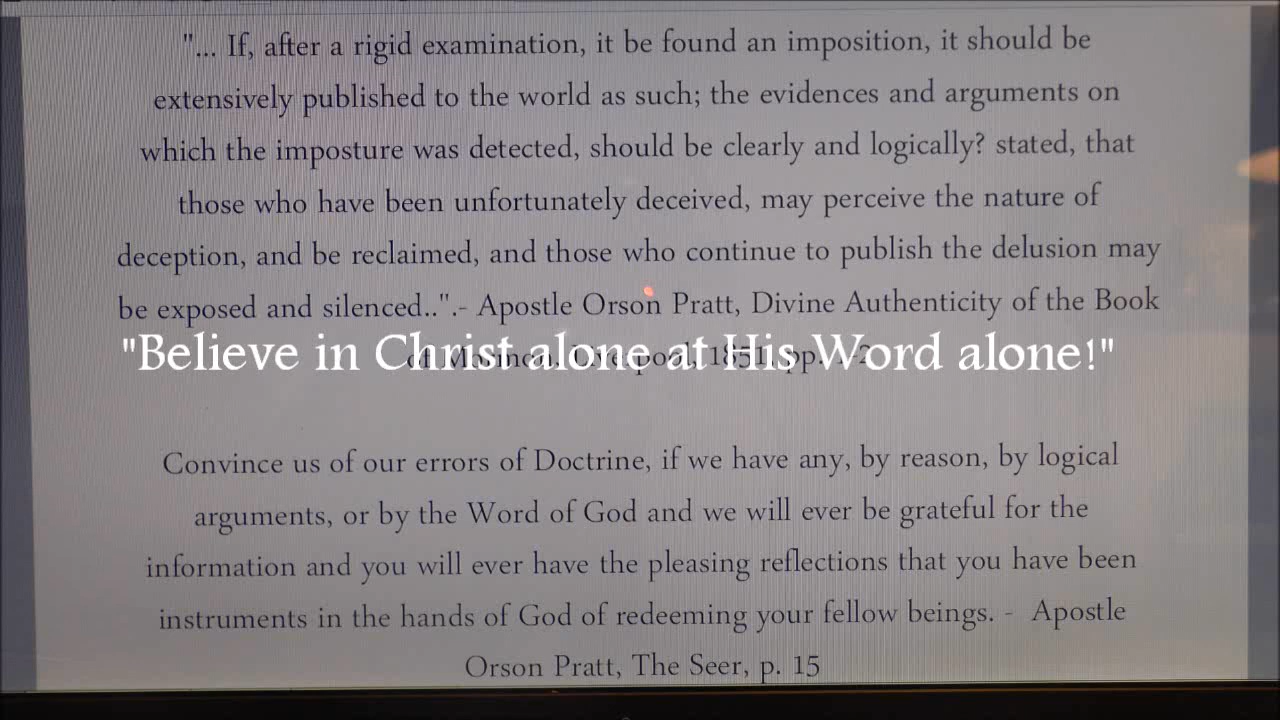 "... If, after a rigid examination, it be found an imposition, it should be
extensively published to the world as such; the evidences and arguments on
which the imposture was detected, should be clearly and logically? stated, that
those who have been unfortunately deceived, may perceive the nature of
deception, and be reclaimed, and those who continue to publish the delusion may
be exposed and silenced..".- Apostle Orson Pratt, Divine Authenticity of the Book
of Mormon, Liverpool, 1851, pp.
"Believe in Christ alone at His Word alone!"
Convince us of our errors of Doctrine, if we have any, by reason, by logical
arguments, or by the Word of God and we will ever be grateful for the
information and you will ever have the pleasing reflections that you have been
instruments in the hands of God of redeeming your fellow beings. - Apostle
Orson Pratt, The Seer, p. 15